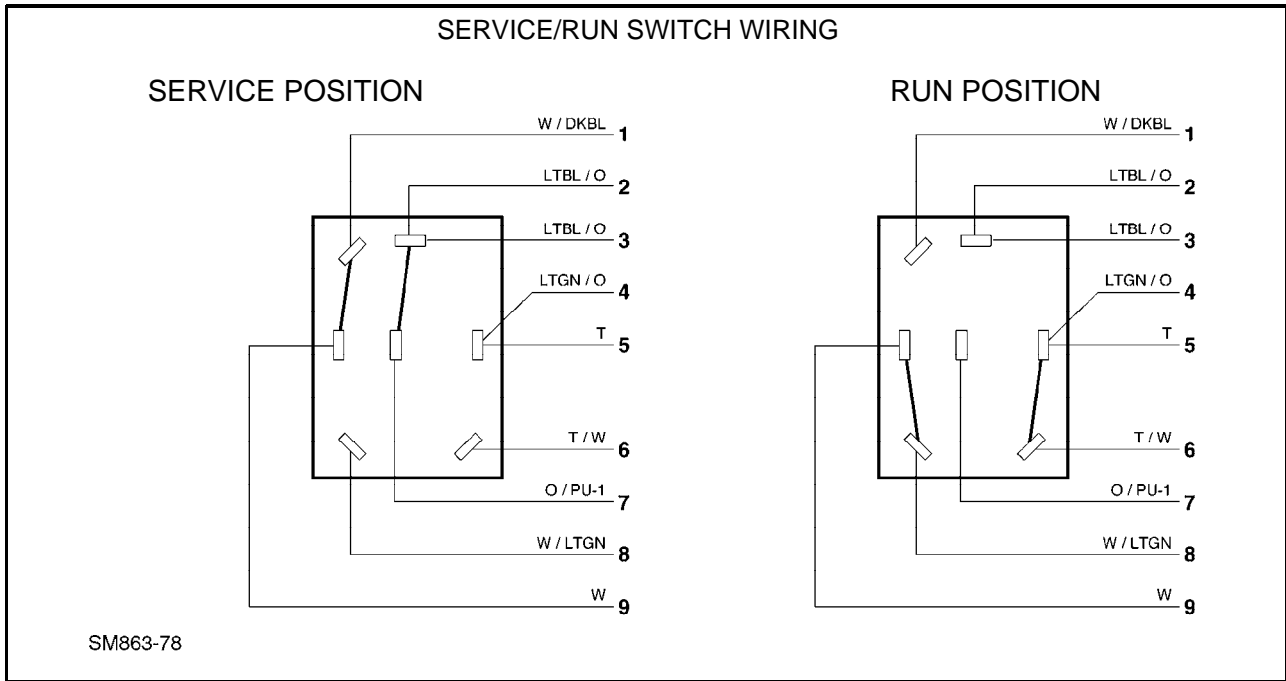 SERVICE/RUN SWITCH WIRING
SERVICE POSITION
W / DKBL 1
LTBL / O 2
LTBL / O 3
LTGN / O 4
T 5
T / W 6
O / PU-1 7
W / LTGN 8
W 9
RUN POSITION
W / DKBL 1
LTBL / O 2
LTBL / O 3
LTGN / O 4
T 5
T / W 6
O / PU-1 7
W / LTGN 8
W 9
SM863-78